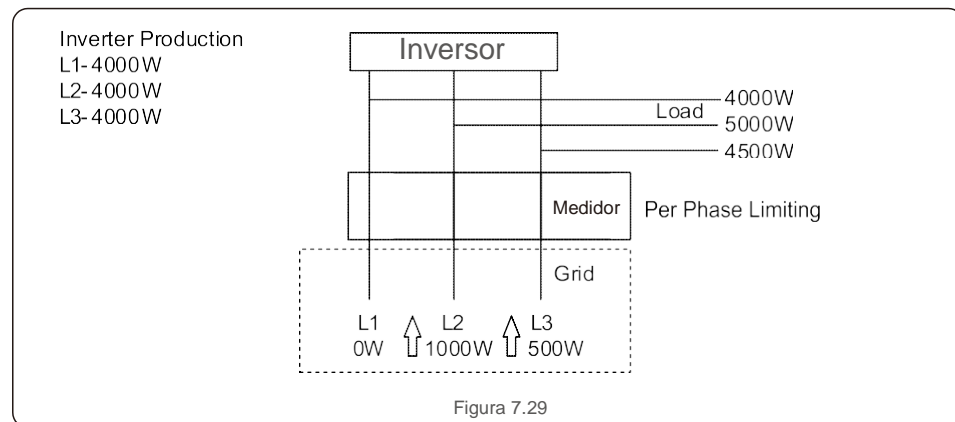 Inverter Production
L1-4000W
L2-4000W
L3-4000W
Inversor
4000W
Load
5000W
4500W
Medidor
Per Phase Limiting
Grid
L1 L2 L3
0W 1000W 500W
Figura 7.29